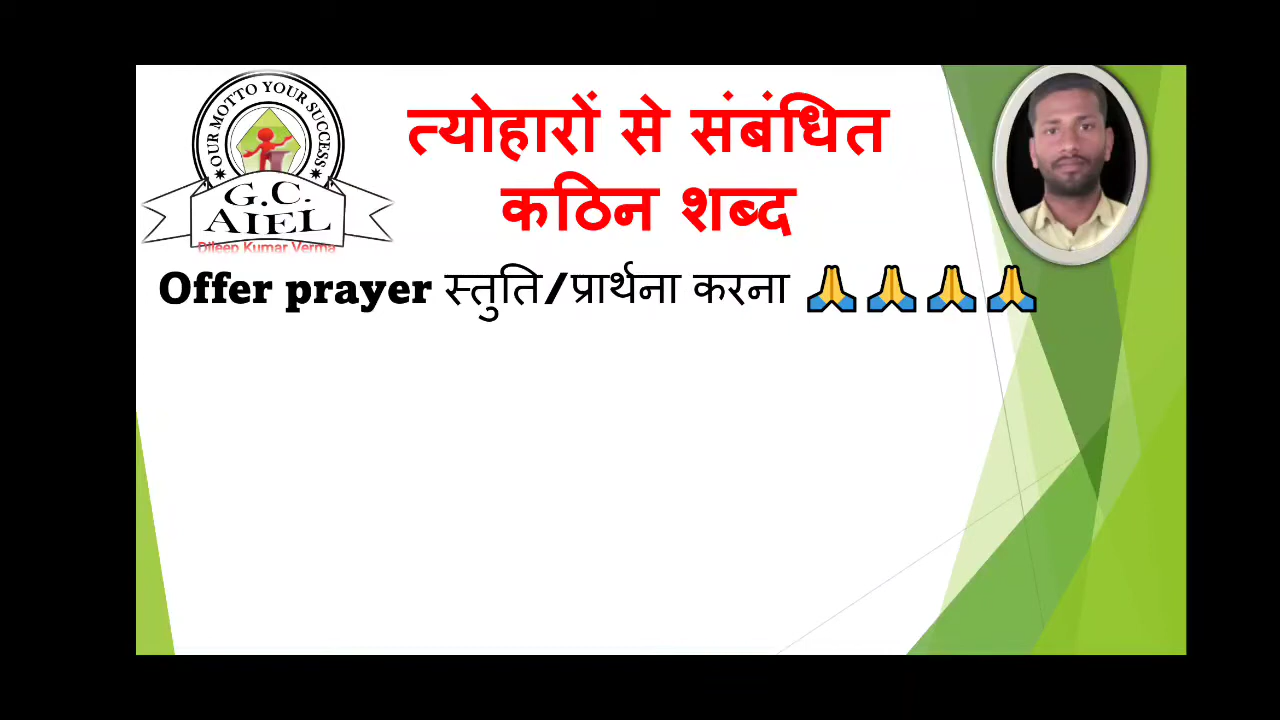 OUR MOTTO YOUR SUCCESS
G.C.
AIEL
Dileep Kumar Verma
त्योहारों से संबंधित
कठिन शब्द
Offer prayer स्तुति/प्रार्थना करना 🙏🙏🙏🙏